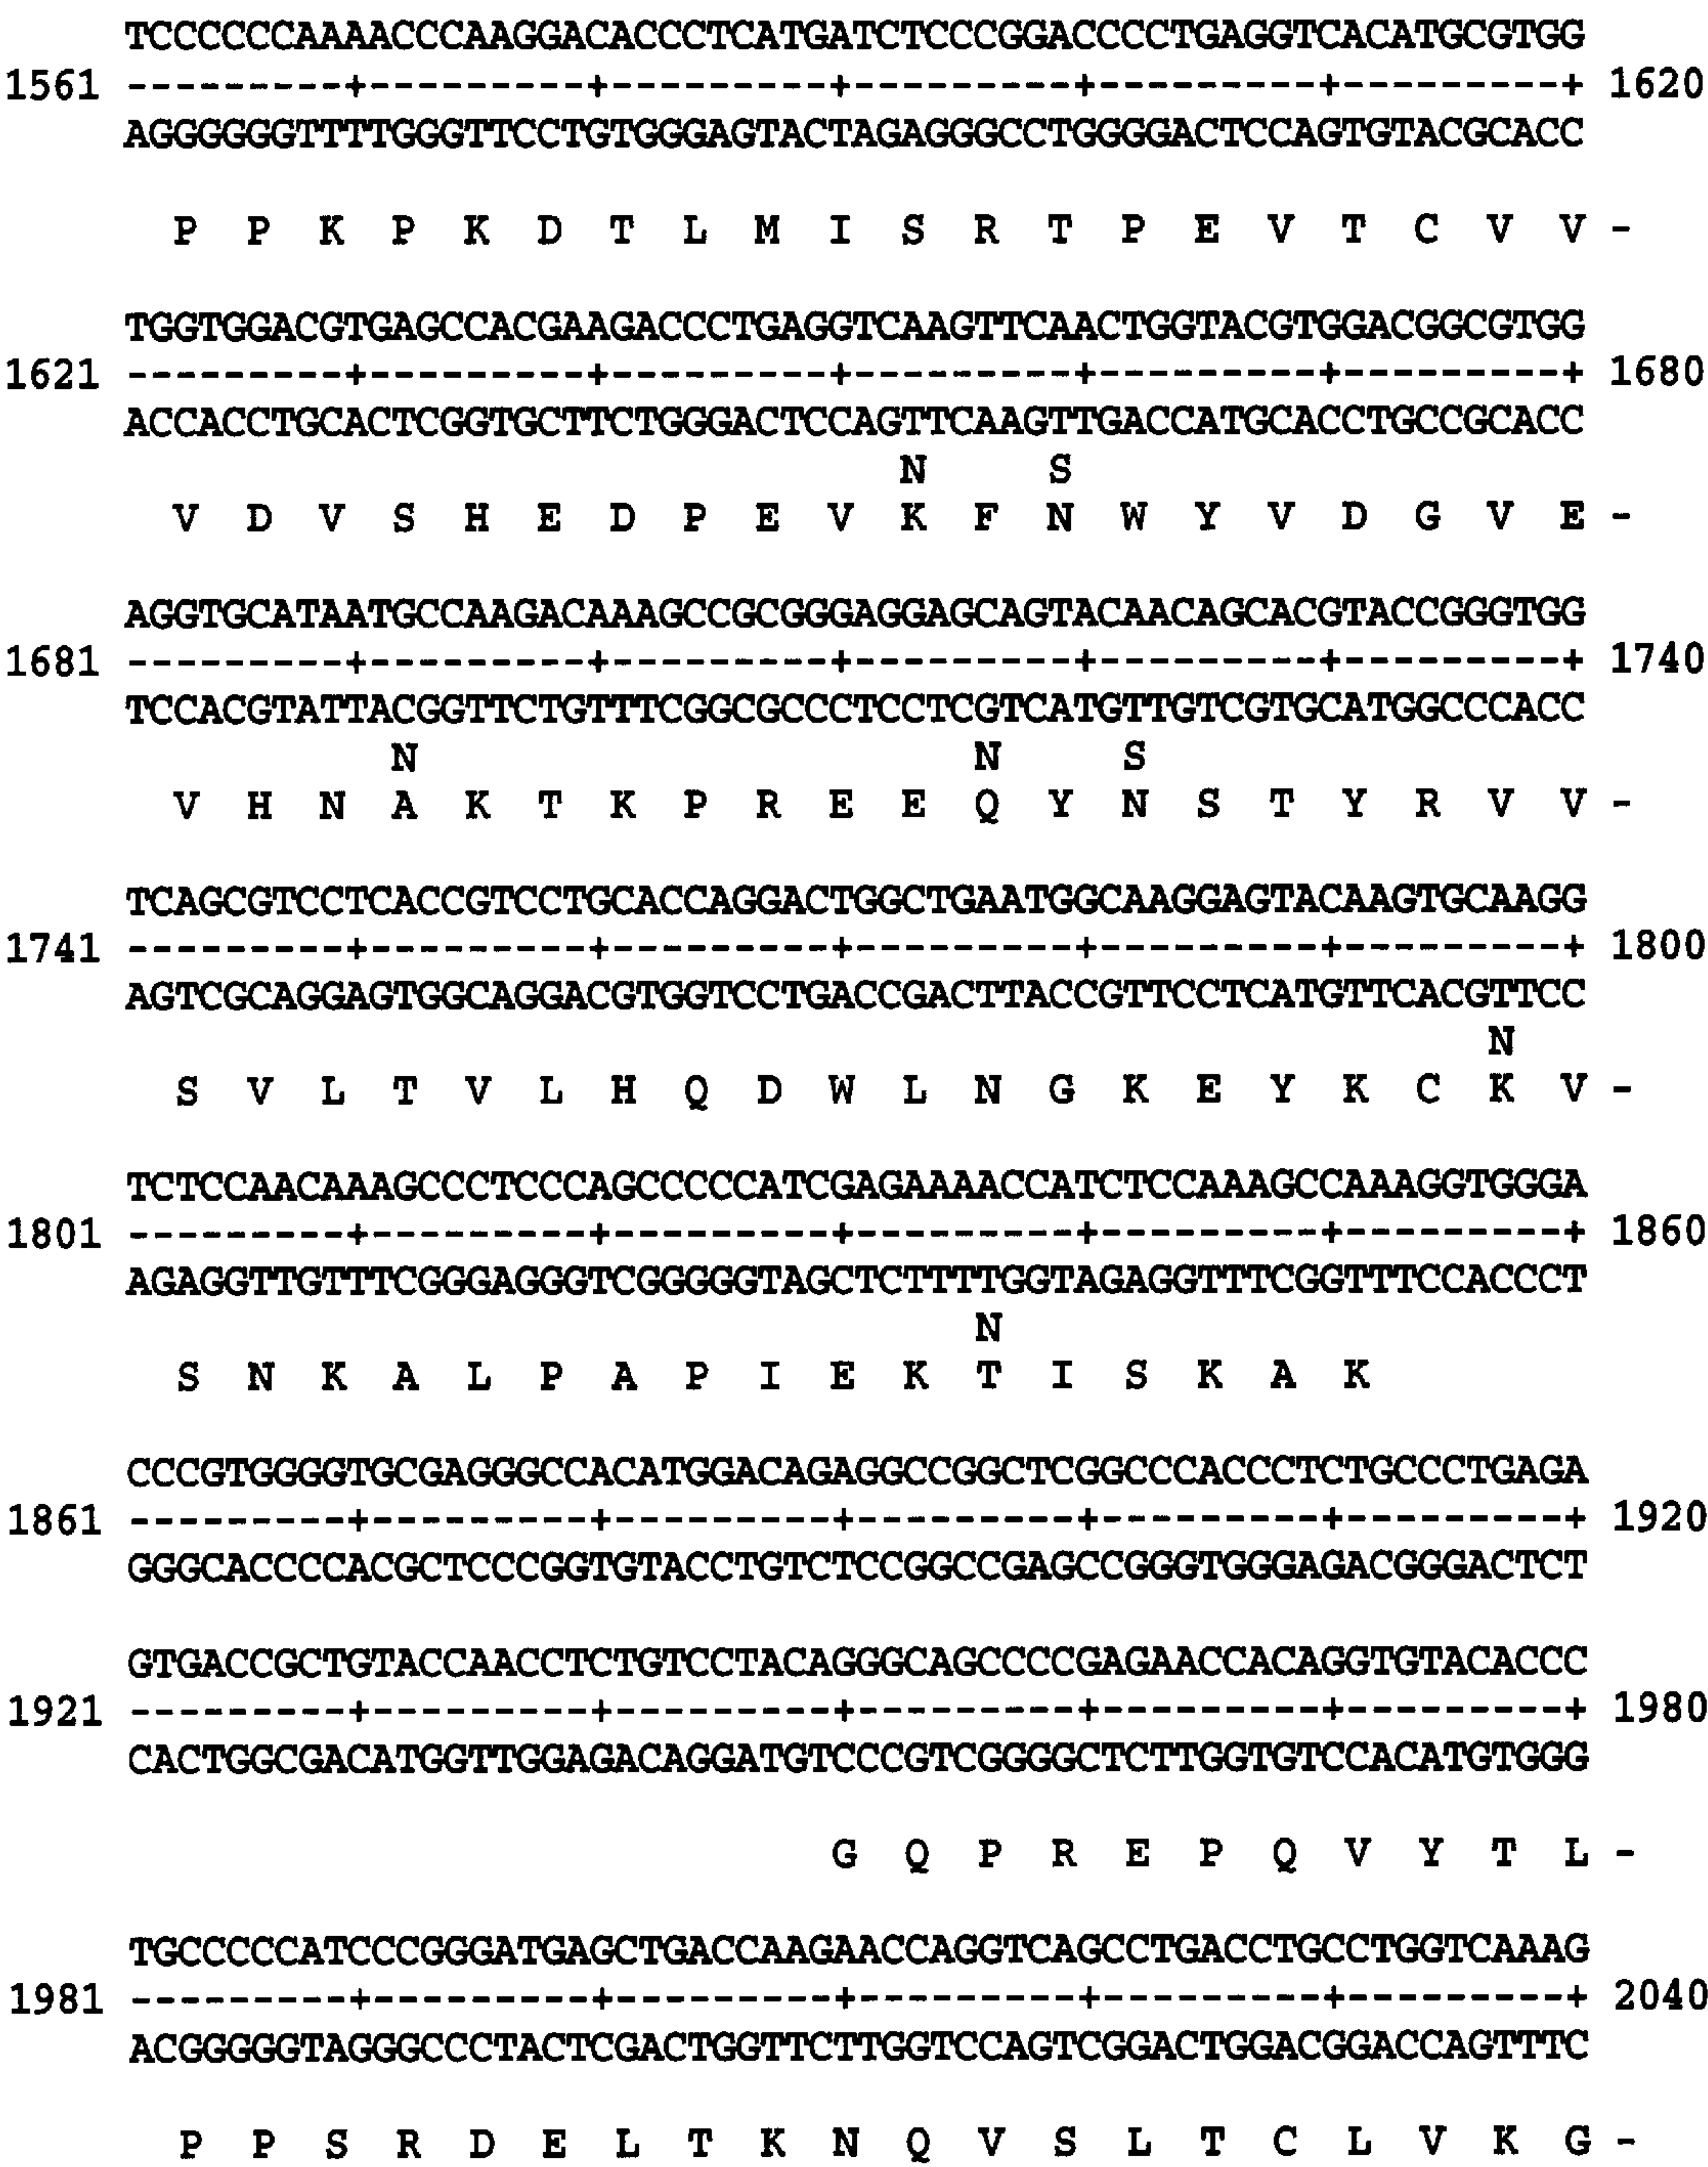 TCCCCCCAAAACCCAAGGACACCCTCATGATCTCCCGGACCCCTGAGGTCACATGCGTGG
1561 ---------+---------+---------+---------+---------+---------+ 1620
AGGGGGGTTTTGGGTTCCTGTGGGAGTACTAGAGGGCCTGGGGACTCCAGTGTACGCACC
P P K P K D T L M I S R T P E V T C V V -
TGGTGGACGTGAGCCACGAAGACCCTGAGGTCAAGTTCAACTGGTACGTGGACGGCGTGG
1621 ---------+---------+---------+---------+---------+---------+ 1680
ACCACCTGCACTCGGTGCTTCTGGGACTCCAGTTCAAGTTGACCATGCACCTGCCGCACC
N S
V D V S H E D P E V K F N W Y V D G V E -
AGGTGCATAATGCCAAGACAAAGCCGCGGGAGGAGCAGTACAACAGCACGTACCGGGTGG
1681 ---------+---------+---------+---------+---------+---------+ 1740
TCCACGTATTACGGTTCTGTTTCGGCGCCCTCCTCGTCATGTTGTCGTGCATGGCCCACC
N N S
V H N A K T K P R E E Q Y N S T Y R V V -
TCAGCGTCCTCACCGTCCTGCACCAGGACTGGCTGAATGGCAAGGAGTACAAGTGCAAGG
1741 ---------+---------+---------+---------+---------+---------+ 1800
AGTCGCAGGAGTGGCAGGACGTGGTCCTGACCGACTTACCGTTCCTCATGTTCACGTTCC
N
S V L T V L H Q D W L N G K E Y K C K V -
TCTCCAACAAAGCCCTCCCAGCCCCCATCGAGAAAACCATCTCCAAAGCCAAAGGTGGGA
1801 ---------+---------+---------+---------+---------+---------+ 1860
AGAGGTTGTTTCGGGAGGGTCGGGGGTAGCTCTTTTGGTAGAGGTTTCGGTTTCCACCCT
N
S N K A L P A P I E K T I S K A K
CCCGTGGGGTGCGAGGGCCACATGGACAGAGGCCGGCTCGGCCCACCCTCTGCCCTGAGA
1861 ---------+---------+---------+---------+---------+---------+ 1920
GGGCACCCCACGCTCCCGGTGTACCTGTCTCCGGCCGAGCCGGGTGGGAGACGGGACTCT
GTGACCGCTGTACCAACCTCTGTCCTACAGGGCAGCCCCGAGAACCACAGGTGTACACCC
1921 ---------+---------+---------+---------+---------+---------+ 1980
CACTGGCGACATGGTTGGAGACAGGATGTCCCGTCGGGGCTCTTGGTGTCCACATGTGGG
G Q P R E P Q V Y T L -
TGCCCCCATCCCGGGATGAGCTGACCAAGAACCAGGTCAGCCTGACCTGCCTGGTCAAAG
1981 ---------+---------+---------+---------+---------+---------+ 2040
ACGGGGGTAGGGCCCTACTCGACTGGTTCTTGGTCCAGTCGGACTGGACGGACCAGTTTC
P P S R D E L T K N Q V S L T C L V K G -